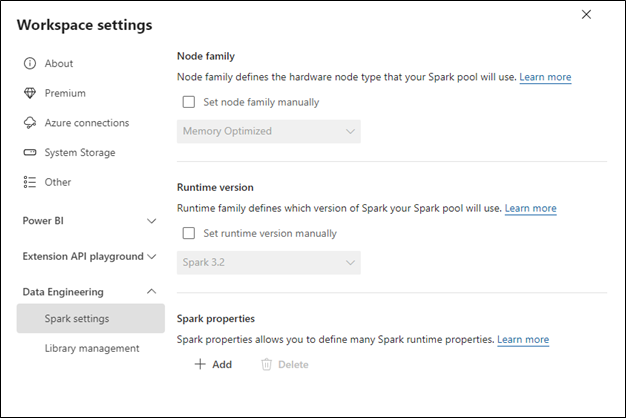 Workspace settings
About
Premium
Azure connections
System Storage
Other
Power BI
Extension API playground
Data Engineering
Spark settings
Library management
Node family
Node family defines the hardware node type that your Spark pool will use. Learn more
Set node family manually
Memory Optimized
Runtime version
Runtime family defines which version of Spark your Spark pool will use. Learn more
Set runtime version manually
Spark 3.2
Spark properties
Spark properties allows you to define many Spark runtime properties. Learn more
Add Delete